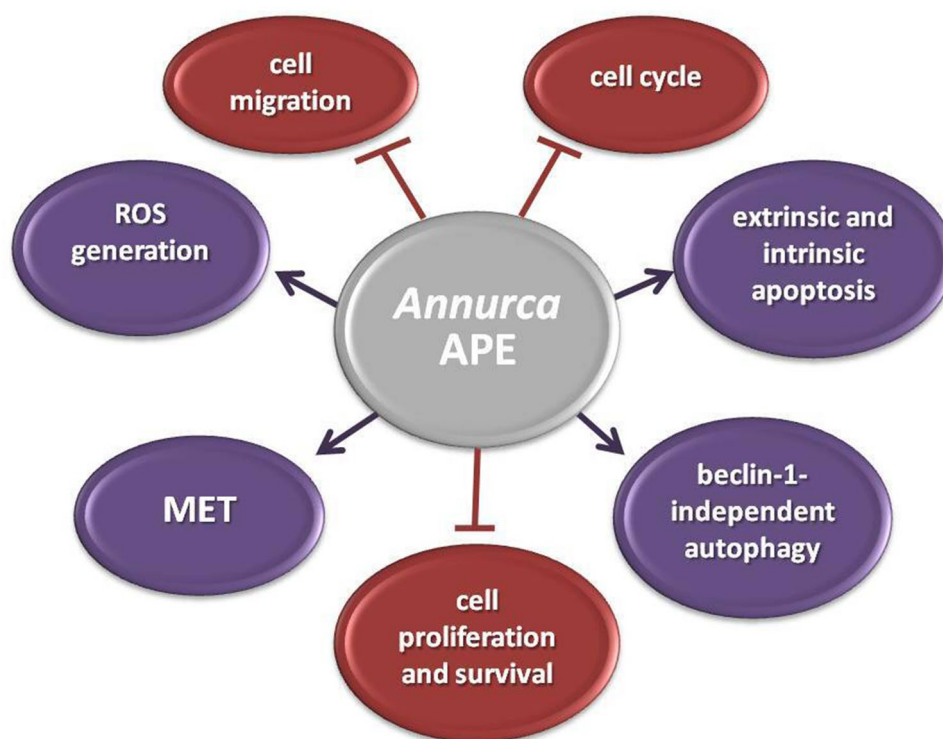 cell
migration
cell cycle
ROS
generation
extrinsic and
intrinsic
apoptosis
Annurca
APE
MET
beclin-1-
independent
autophagy
cell
proliferation
and survival